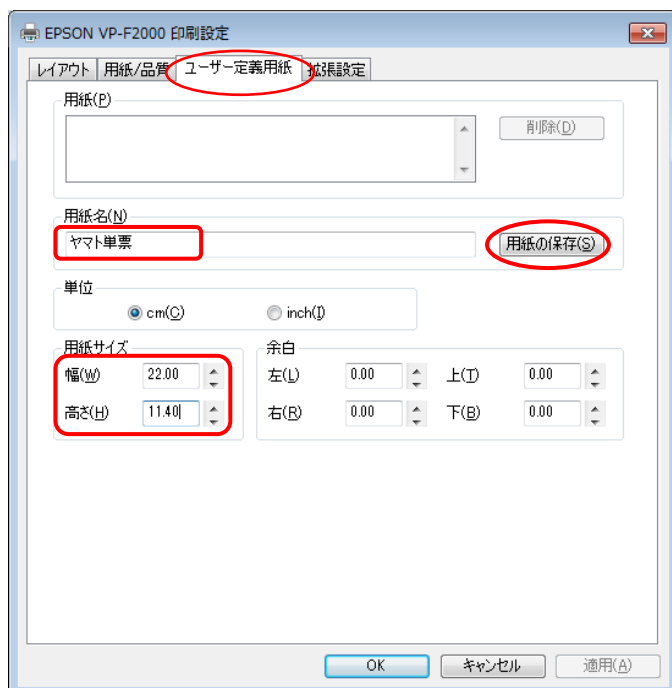 EPSON VP-F2000 印刷設定
レイアウト 用紙/品質 ユーザー定義用紙 拡張設定
用紙(P)
削除(D)
用紙名(N)
ヤマト単票 用紙の保存(S)
単位
cm(C) inch(I)
用紙サイズ 余白
幅(W) 22.00 左(L) 0.00 上(T) 0.00
高さ(H) 11.40 右(R) 0.00 下(B) 0.00
OK キャンセル 適用(A)